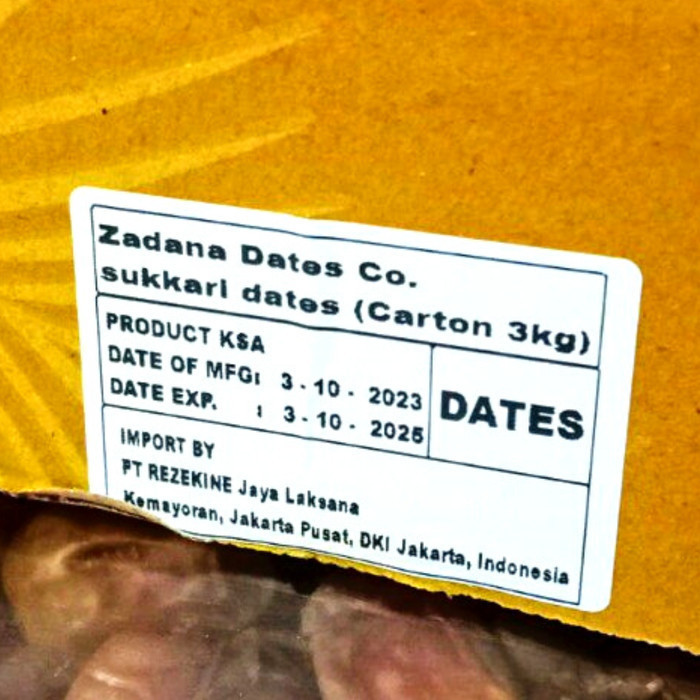 Zadana Dates Co.
sukkari dates (Carton 3kg)
PRODUCT KSA
DATE OF MFG: 3-10-2023
DATE EXP. : 3-10-2025
DATES
IMPORT BY
PT REZEKINE Jaya Laksana
Kemayoran, Jakarta Pusat, DKI Jakarta, Indonesia